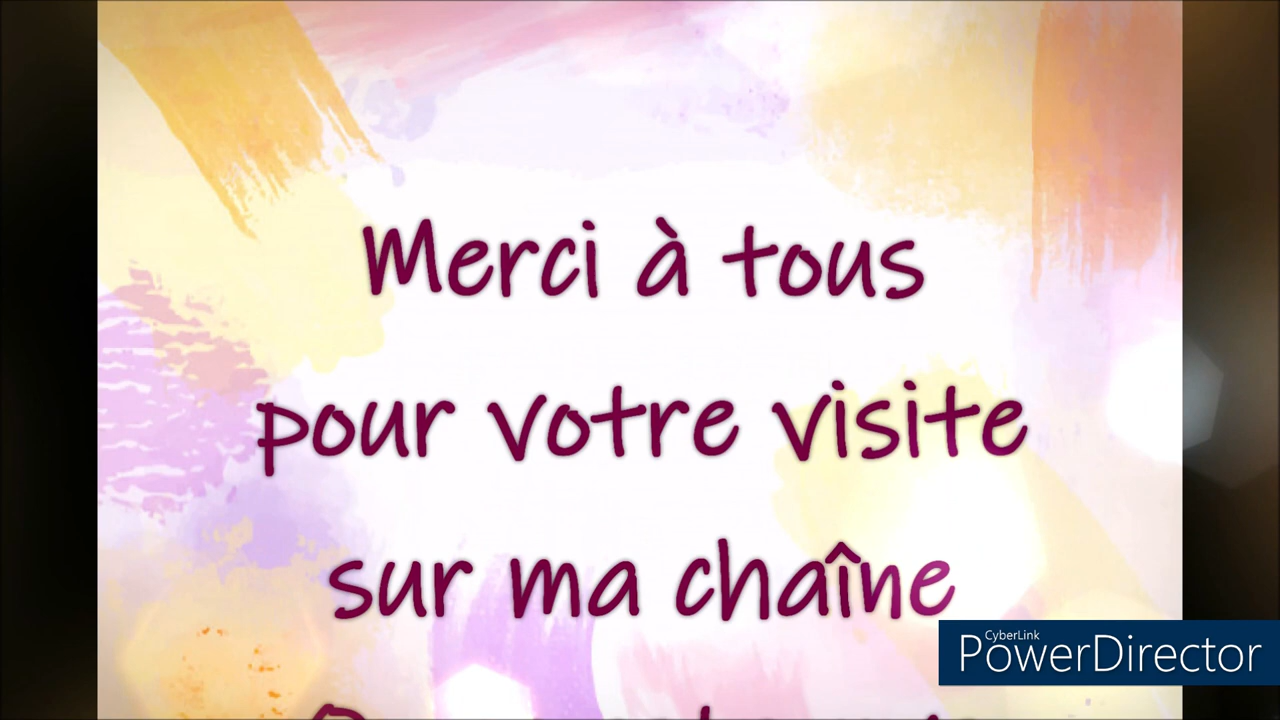 Merci à tous
pour votre visite
sur ma chaîne
CyberLink
PowerDirector